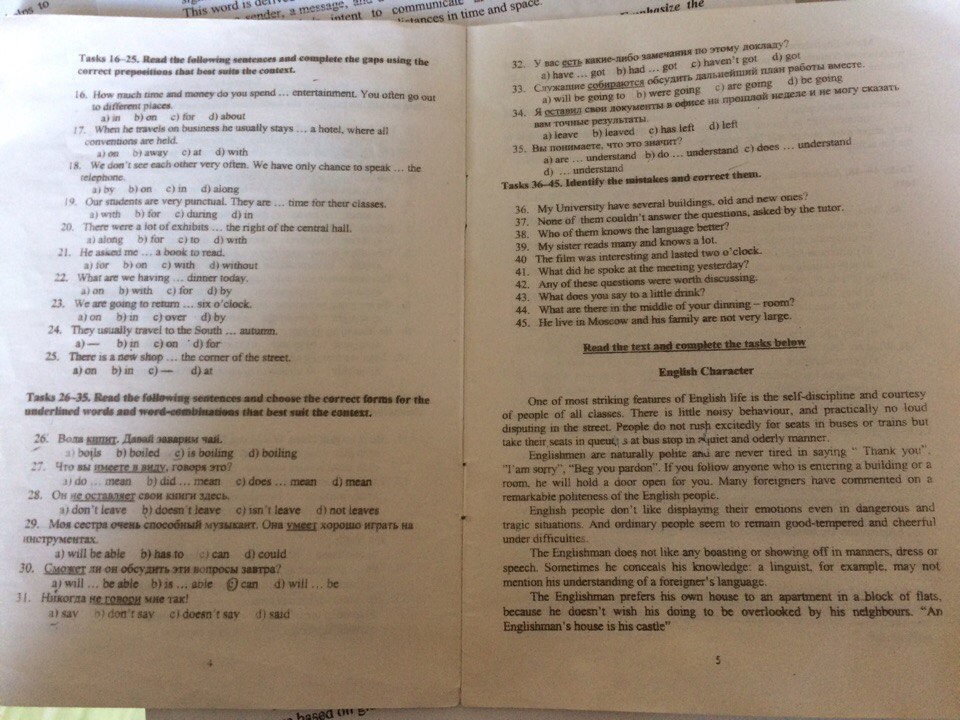 ns to
This word is derived
sender, a message, and
intent to communicate
distances in time and space.
Emphasize the
Tasks 16–25. Read the following sentences and complete the gaps using the
correct prepositions that best suits the context.
16. How much time and money do you spend ... entertainment. You often go out
to different places.
a) in b) on c) for d) about
17. When he travels on business he usually stays ... a hotel, where all
conventions are held.
a) on b) away c) at d) with
18. We don't see each other very often. We have only chance to speak ... the
telephone.
a) by b) on c) in d) along
19. Our students are very punctual. They are ... time for their classes.
a) with b) for c) during d) in
20. There were a lot of exhibits ... the right of the central hall.
a) along b) for c) to d) with
21. He asked me ... a book to read.
a) for b) on c) with d) without
22. What are we having ... dinner today.
a) on b) with c) for d) by
23. We are going to return ... six o'clock.
a) on b) in c) over d) by
24. They usually travel to the South ... autumn.
a) — b) in c) on d) for
25. There is a new shop ... the corner of the street.
a) on b) in c) — d) at
Tasks 26–35. Read the following sentences and choose the correct forms for the
underlined words and word-combinations that best suit the context.
26. Вода кипит. Давай заварим чай.
a) boils b) boiled c) is boiling d) boiling
27. Что вы имеете в виду, говоря это?
a) do ... mean b) did ... mean c) does ... mean d) mean
28. Он не оставляет свои книги здесь.
a) don't leave b) doesn't leave c) isn't leave d) not leaves
29. Моя сестра очень способный музыкант. Она умеет хорошо играть на
инструментах.
a) will be able b) has to c) can d) could
30. Сможет ли он обсудить эти вопросы завтра?
a) will ... be able b) is ... able c) can d) will ... be
31. Никогда не говори мне так!
a) say b) don't say c) doesn't say d) said
4
32. У вас есть какие-либо замечания по этому докладу?
a) have ... got b) had ... got c) haven't got d) got
33. Служащие собираются обсудить дальнейший план работы вместе.
a) will be going to b) were going c) are going d) be going
34. Я оставил свои документы в офисе на прошлой неделе и не могу сказать
вам точные результаты.
a) leave b) leaved c) has left d) left
35. Вы понимаете, что это значит?
a) are ... understand b) do ... understand c) does ... understand
d) ... understand
Tasks 36–45. Identify the mistakes and correct them.
36. My University have several buildings, old and new ones?
37. None of them couldn't answer the questions, asked by the tutor.
38. Who of them knows the language better?
39. My sister reads many and knows a lot.
40 The film was interesting and lasted two o'clock.
41. What did he spoke at the meeting yesterday?
42. Any of these questions were worth discussing.
43. What does you say to a little drink?
44. What are there in the middle of your dinning – room?
45. He live in Moscow and his family are not very large.
Read the text and complete the tasks below
English Character
One of most striking features of English life is the self-discipline and courtesy
of people of all classes. There is little noisy behaviour, and practically no loud
disputing in the street. People do not rush excitedly for seats in buses or trains but
take their seats in queues at bus stop in quiet and oderly manner.
Englishmen are naturally polite and are never tired in saying " Thank you".
"I'am sorry", "Beg you pardon". If you follow anyone who is entering a building or a
room, he will hold a door open for you. Many foreigners have commented on a
remarkable politeness of the English people.
English people don't like displaying their emotions even in dangerous and
tragic situations. And ordinary people seem to remain good-tempered and cheerful
under difficulties.
The Englishman does not like any boasting or showing off in manners, dress or
speech. Sometimes he conceals his knowledge: a linguist, for example, may not
mention his understanding of a foreigner's language.
The Englishman prefers his own house to an apartment in a block of flats,
because he doesn't wish his doing to be overlooked by his neighbours. "An
Englishman's house is his castle"
5
based on